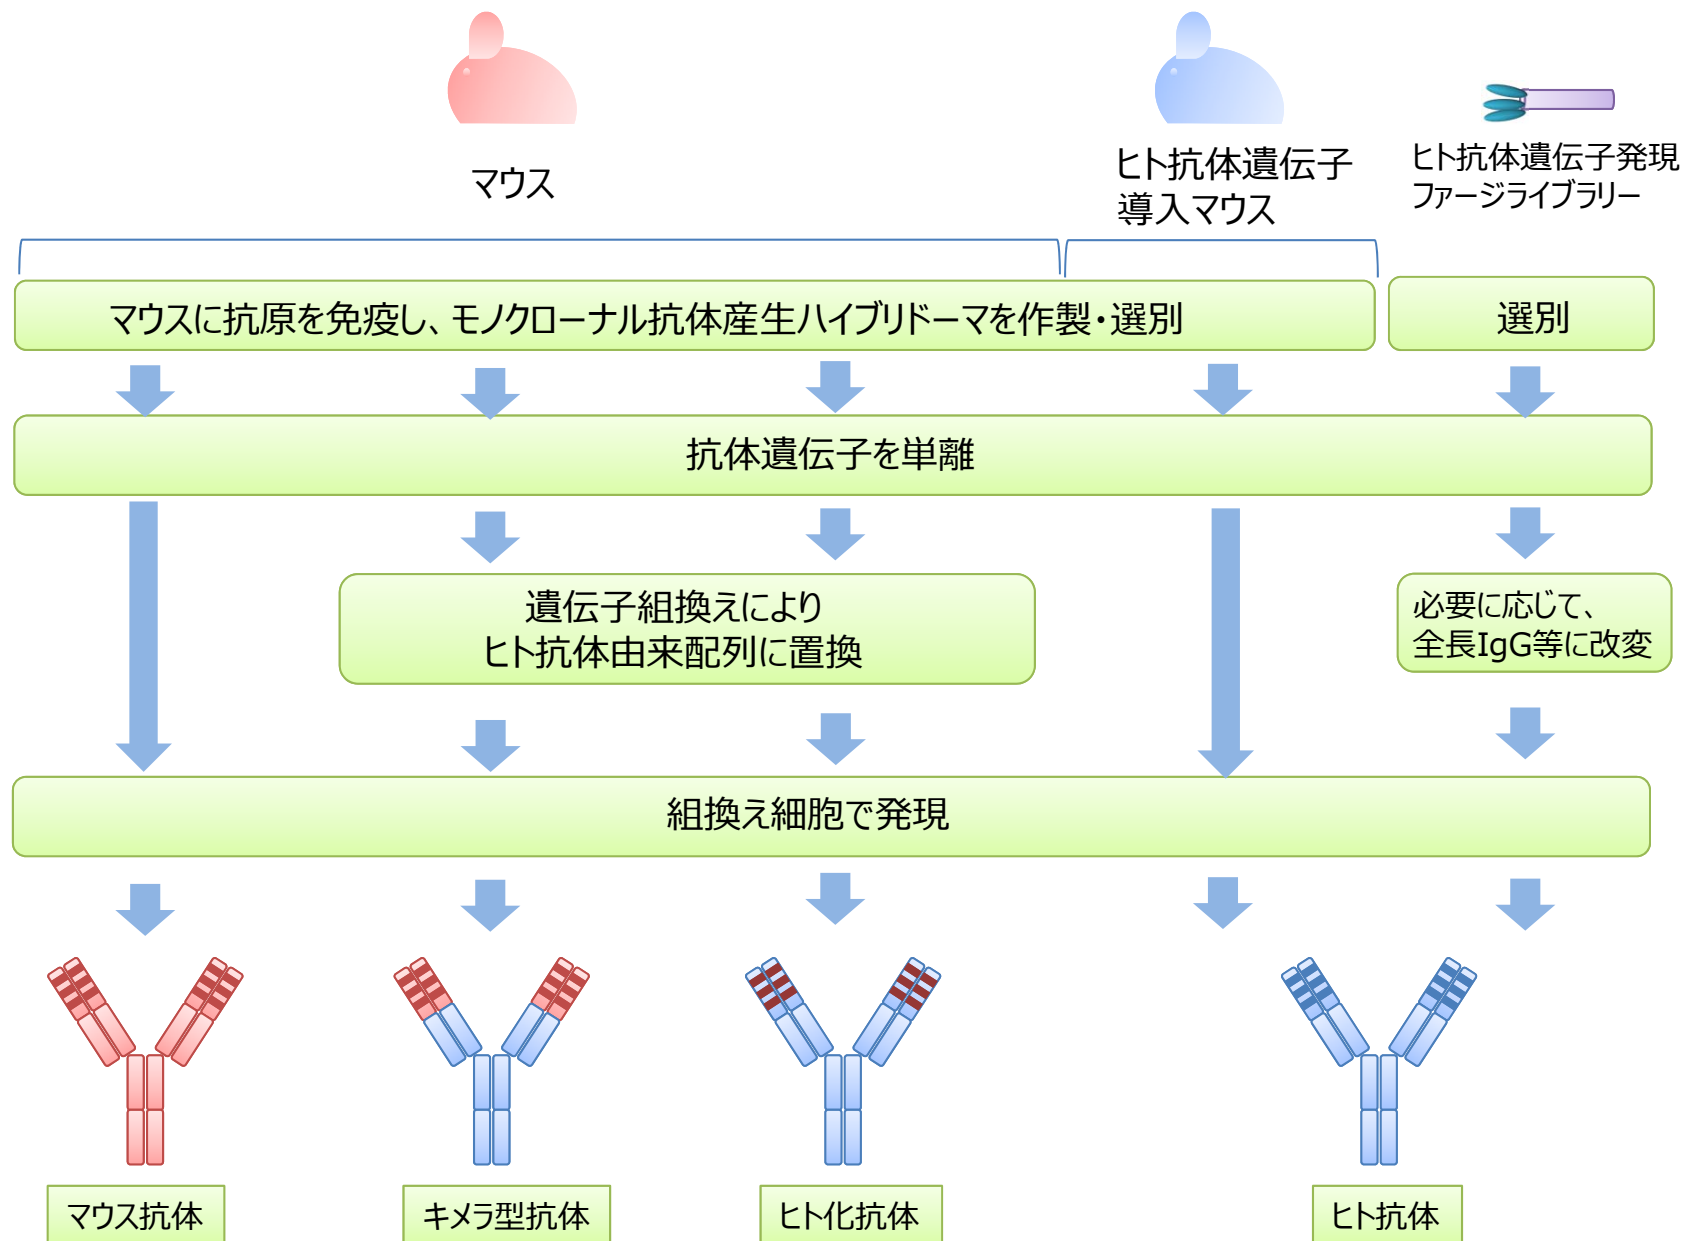 マウス
ヒト抗体遺伝子
導入マウス
ヒト抗体遺伝子発現
ファージライブラリー
マウスに抗原を免疫し、モノクローナル抗体産生ハイブリドーマを作製・選別
選別
抗体遺伝子を単離
遺伝子組換えにより
ヒト抗体由来配列に置換
必要に応じて、
全長IgG等に改変
組換え細胞で発現
マウス抗体
キメラ型抗体
ヒト化抗体
ヒト抗体